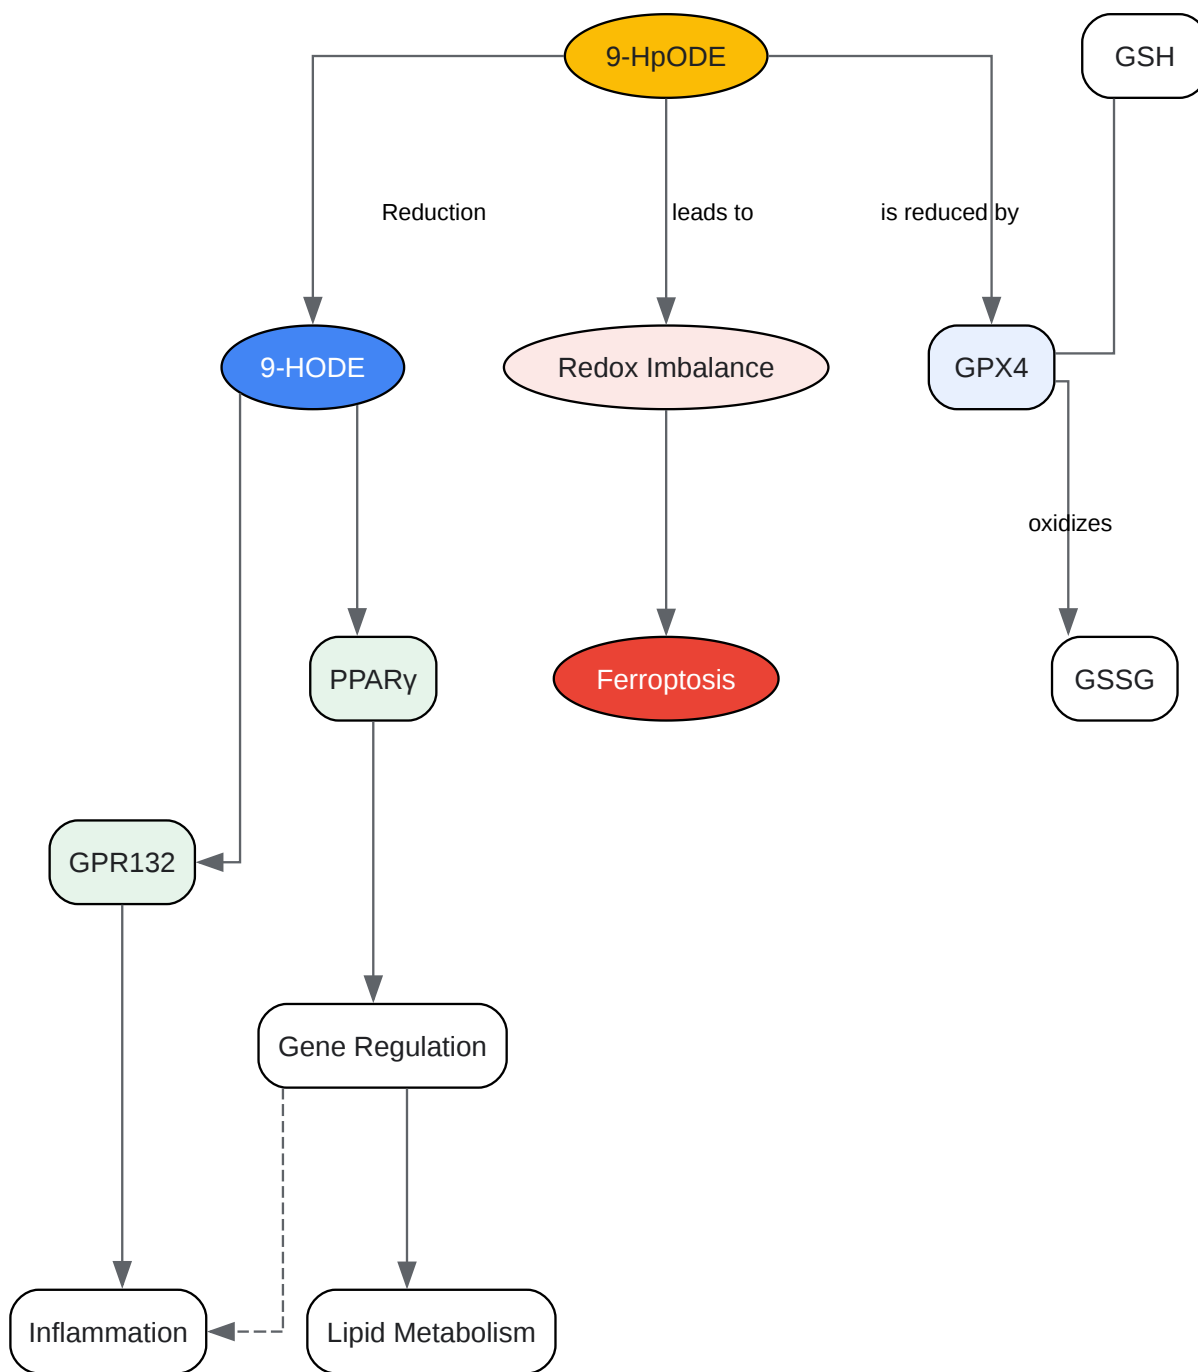 9-HpODE
GSH
Reduction
leads to
is reduced by
9-HODE
Redox Imbalance
GPX4
oxidizes
PPARγ
Ferroptosis
GSSG
GPR132
Gene Regulation
Inflammation
Lipid Metabolism